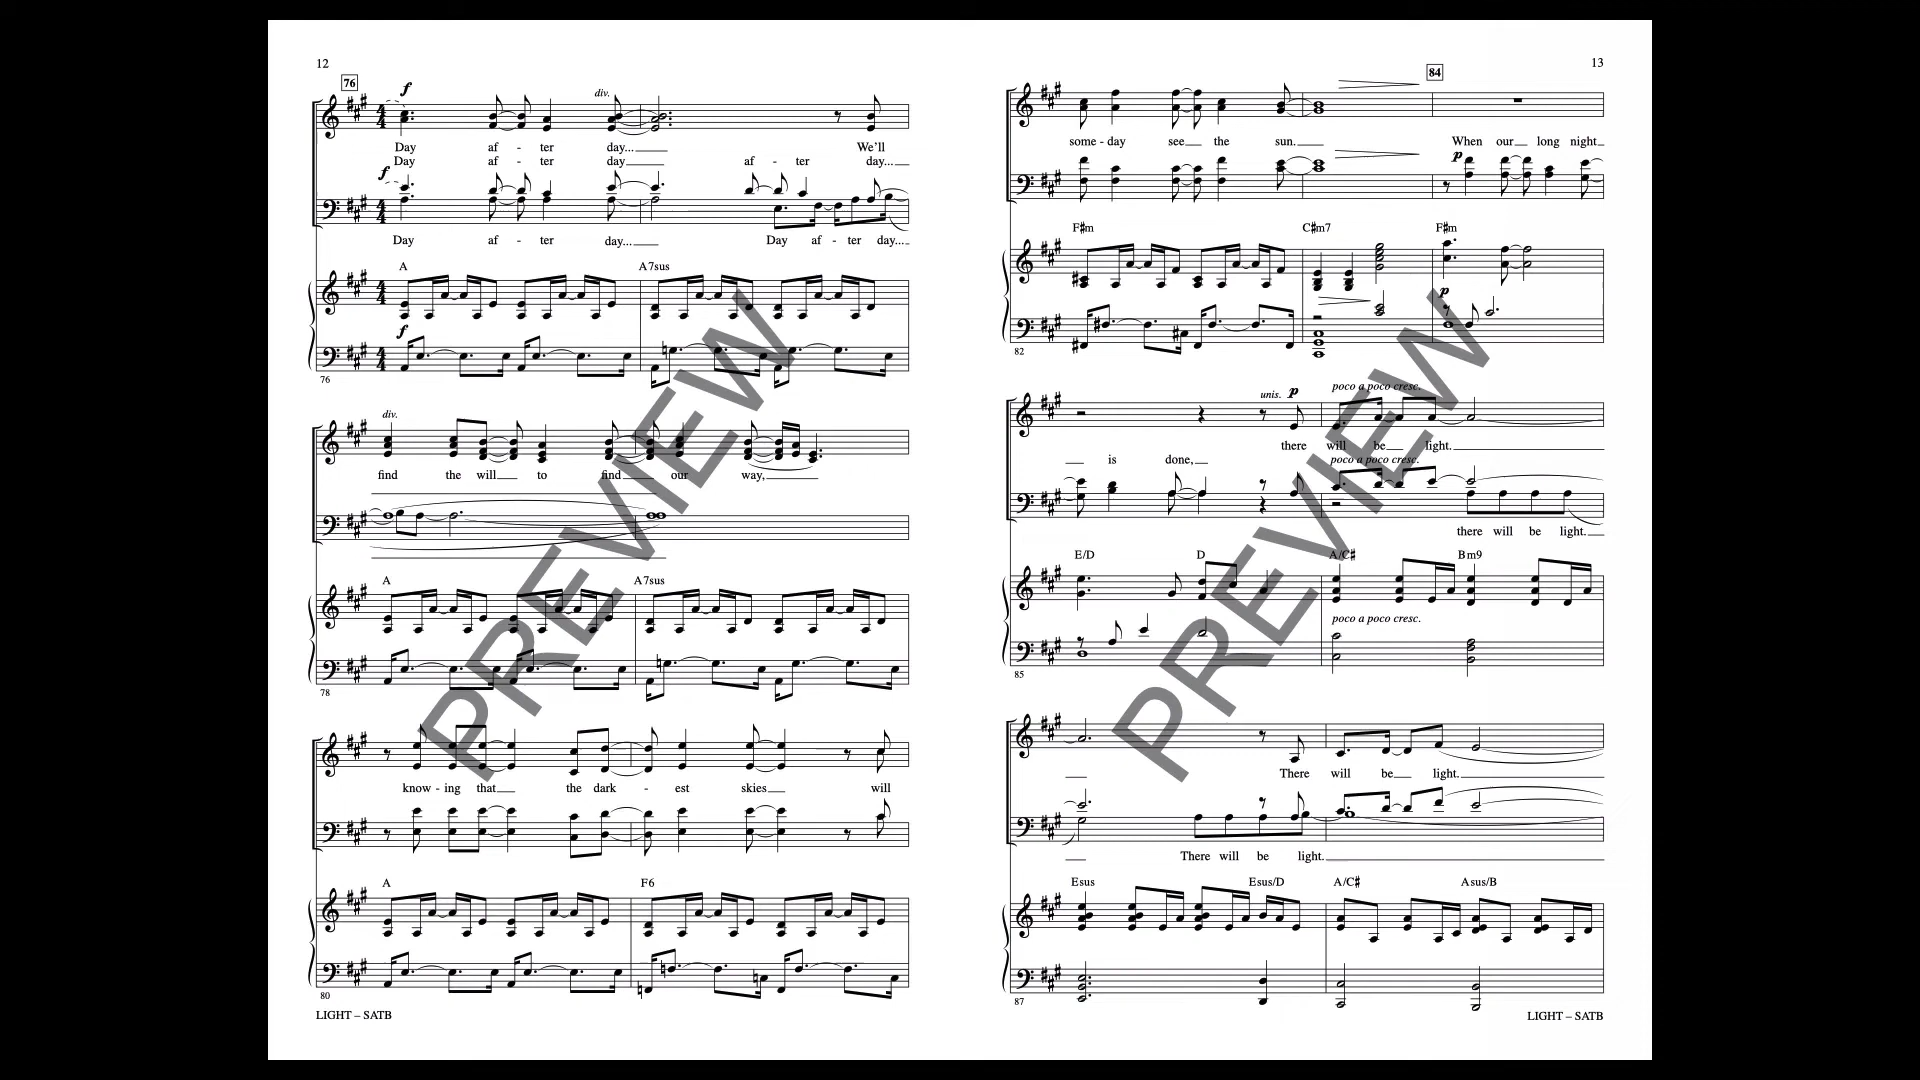 12
76
f
div.
Day af - ter day... We'll
Day af - ter day af - ter day...
f
Day af - ter day... Day af - ter day...
A A7sus
f
76
div.
find the will to find our way,
A A7sus
78
know - ing that the dark - est skies will
A F6
80
LIGHT – SATB
13
84
some - day see the sun. When our long night
p
F♯m C♯m7 F♯m
p
82
unis. p poco a poco cresc.
there will be light.
is done, poco a poco cresc.
there will be light.
E/D D A/C♯ Bm9
poco a poco cresc.
85
There will be light.
There will be light.
Esus Esus/D A/C♯ Asus/B
87
LIGHT – SATB
PREVIEW
PREVIEW